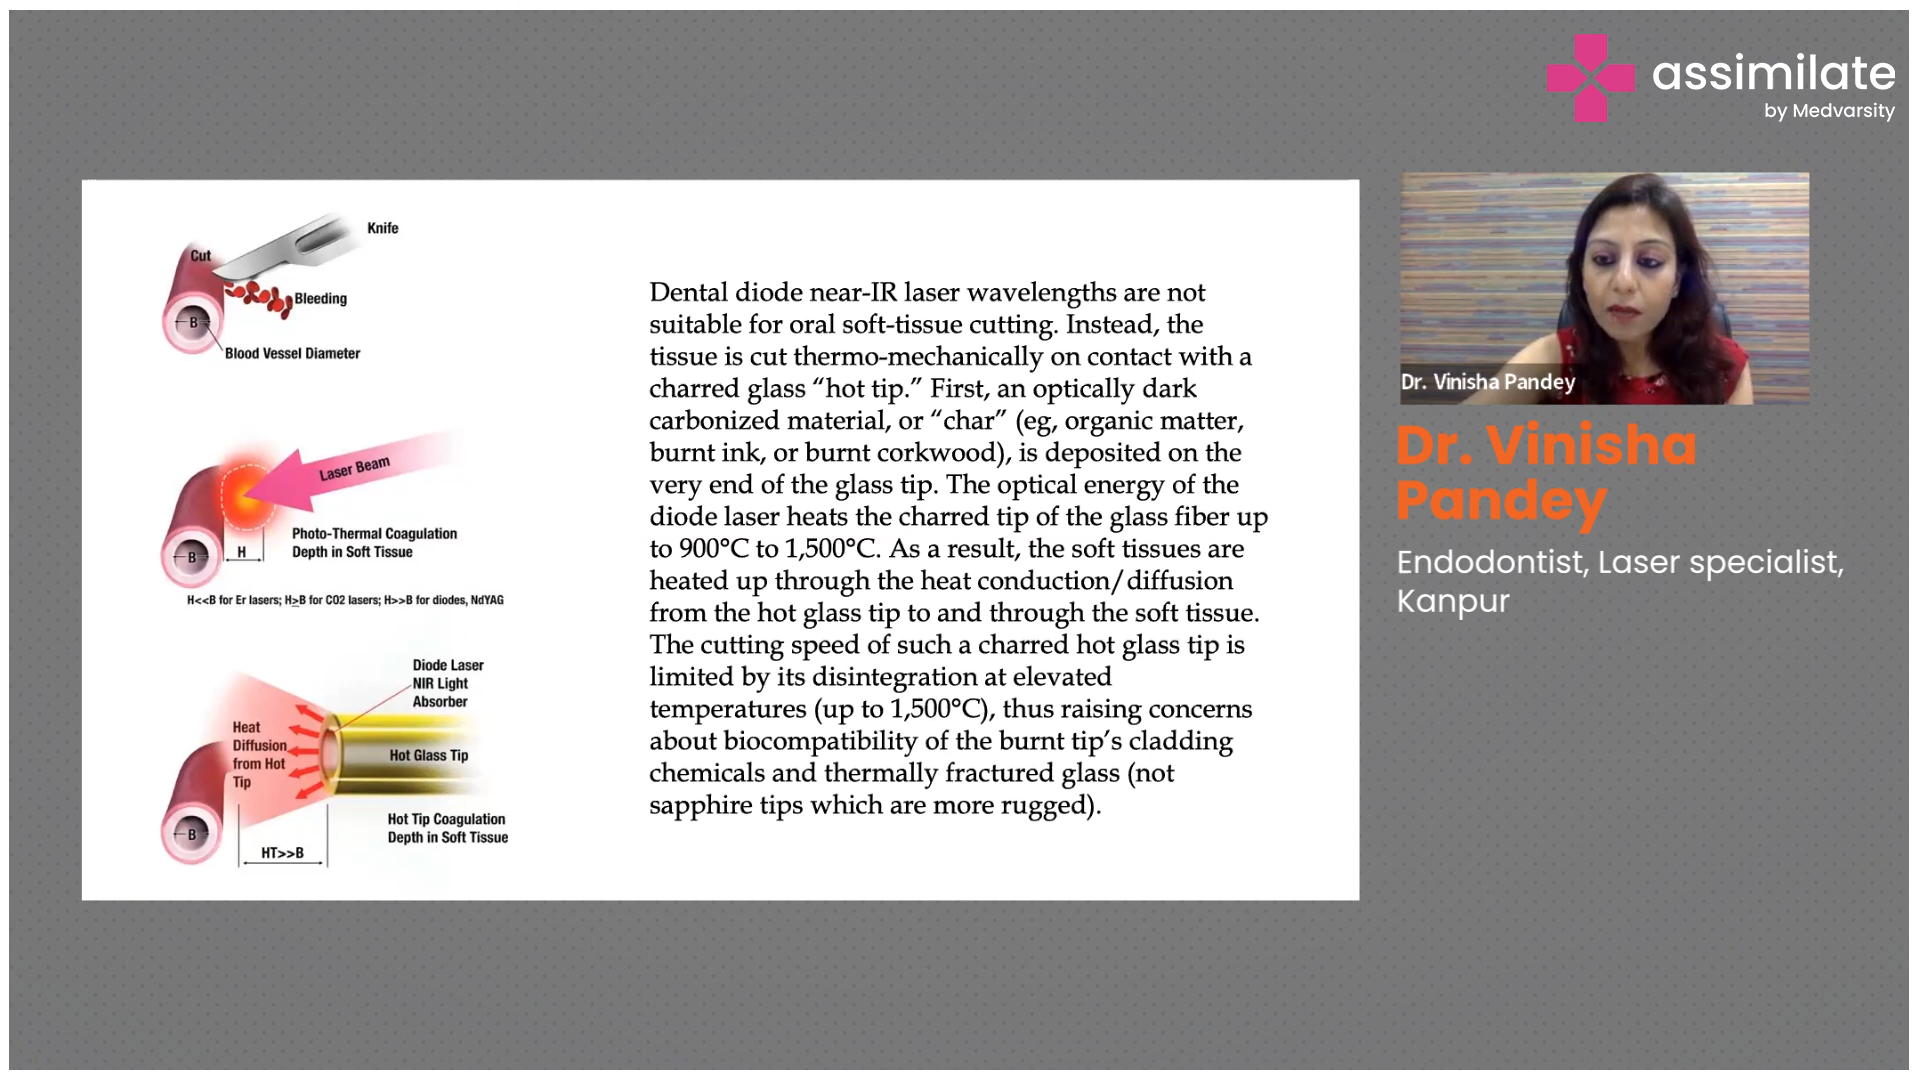 assimilate
by Medvarsity
Knife
Cut
Bleeding
B
Blood Vessel Diameter
Laser Beam
Photo-Thermal Coagulation
Depth in Soft Tissue
H
B
H<<B for Er lasers; H≥B for CO2 lasers; H>>B for diodes, NdYAG
Diode Laser
NIR Light
Absorber
Heat
Diffusion
from Hot
Tip
Hot Glass Tip
Hot Tip Coagulation
Depth in Soft Tissue
B
HT>>B
Dental diode near-IR laser wavelengths are not
suitable for oral soft-tissue cutting. Instead, the
tissue is cut thermo-mechanically on contact with a
charred glass “hot tip.” First, an optically dark
carbonized material, or “char” (eg, organic matter,
burnt ink, or burnt corkwood), is deposited on the
very end of the glass tip. The optical energy of the
diode laser heats the charred tip of the glass fiber up
to 900°C to 1,500°C. As a result, the soft tissues are
heated up through the heat conduction/diffusion
from the hot glass tip to and through the soft tissue.
The cutting speed of such a charred hot glass tip is
limited by its disintegration at elevated
temperatures (up to 1,500°C), thus raising concerns
about biocompatibility of the burnt tip’s cladding
chemicals and thermally fractured glass (not
sapphire tips which are more rugged).
Dr. Vinisha Pandey
Dr. Vinisha
Pandey
Endodontist, Laser specialist,
Kanpur